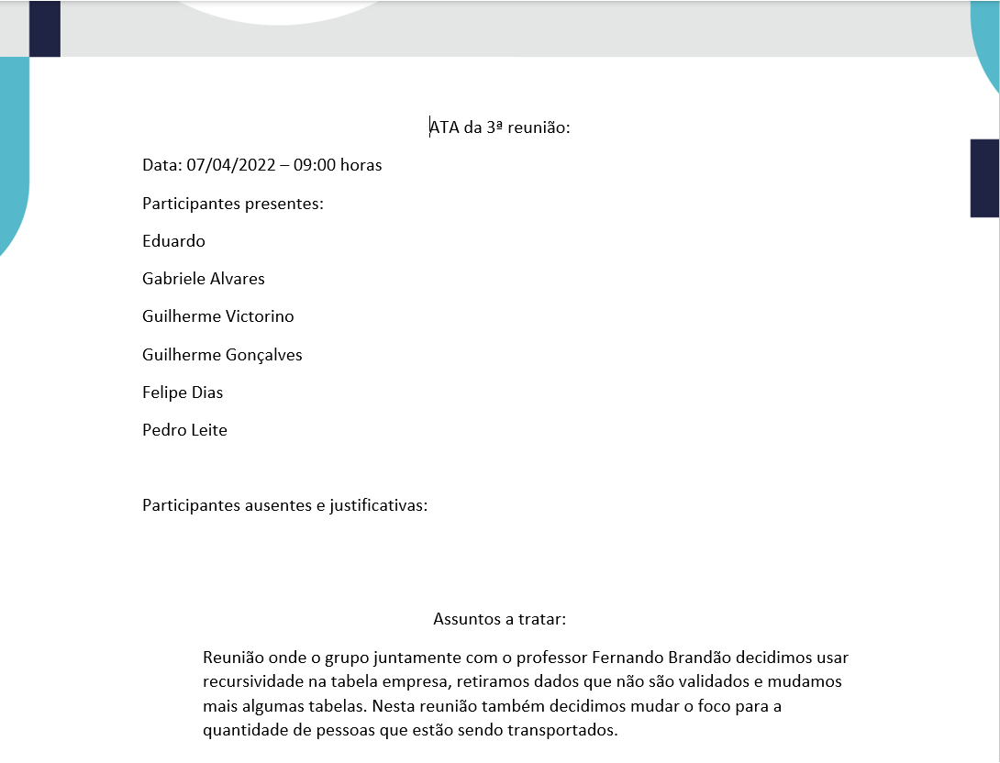 ATA da 3ª reunião:
Data: 07/04/2022 – 09:00 horas
Participantes presentes:
Eduardo
Gabriele Alvares
Guilherme Victorino
Guilherme Gonçalves
Felipe Dias
Pedro Leite
Participantes ausentes e justificativas:
Assuntos a tratar:
Reunião onde o grupo juntamente com o professor Fernando Brandão decidimos usar
recursividade na tabela empresa, retiramos dados que não são validados e mudamos
mais algumas tabelas. Nesta reunião também decidimos mudar o foco para a
quantidade de pessoas que estão sendo transportados.